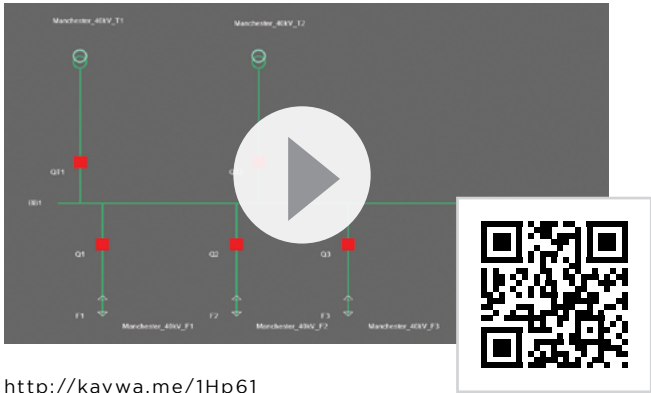 Manchester_40kV_T1
Manchester_40kV_T2
QT1
BB1
Q1
Q2
Q3
F1
F2
F3
Manchester_40kV_F1
Manchester_40kV_F2
Manchester_40kV_F3
http://kaywa.me/1Hp61